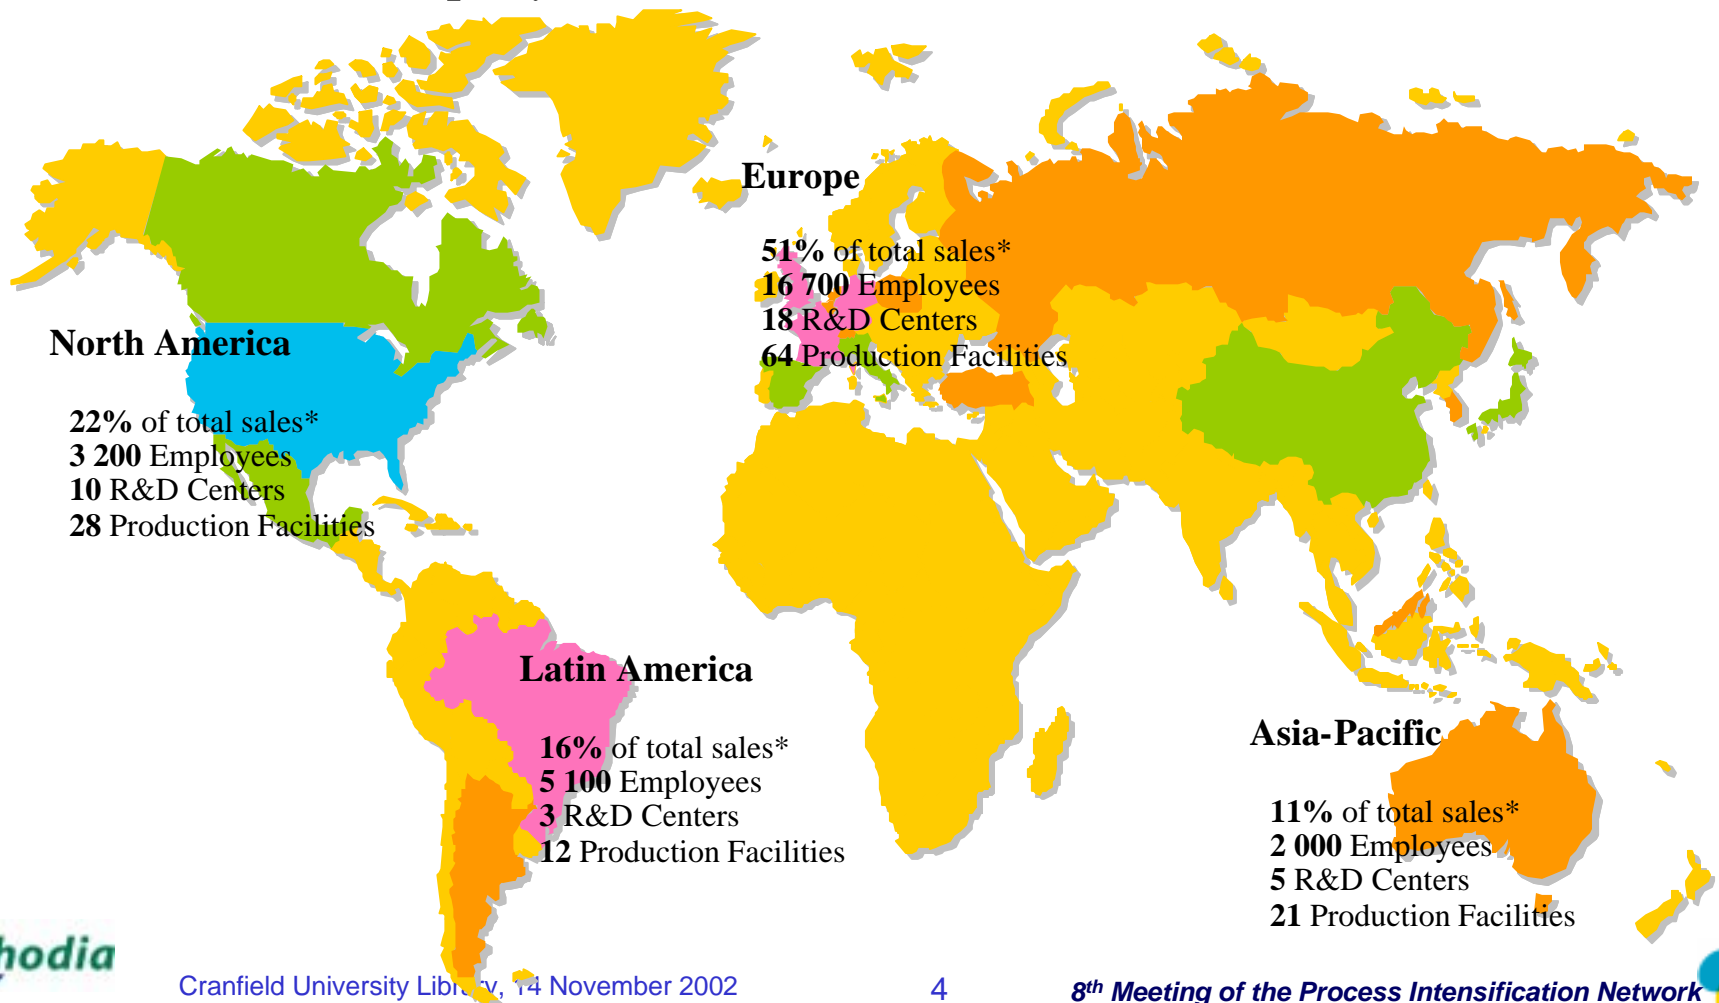 Europe
51% of total sales*
16 700 Employees
18 R&D Centers
64 Production Facilities
North America
22% of total sales*
3 200 Employees
10 R&D Centers
28 Production Facilities
Latin America
16% of total sales*
5 100 Employees
3 R&D Centers
12 Production Facilities
Asia-Pacific
11% of total sales*
2 000 Employees
5 R&D Centers
21 Production Facilities
hodia
Cranfield University Library, 14 November 2002
4
8th Meeting of the Process Intensification Network